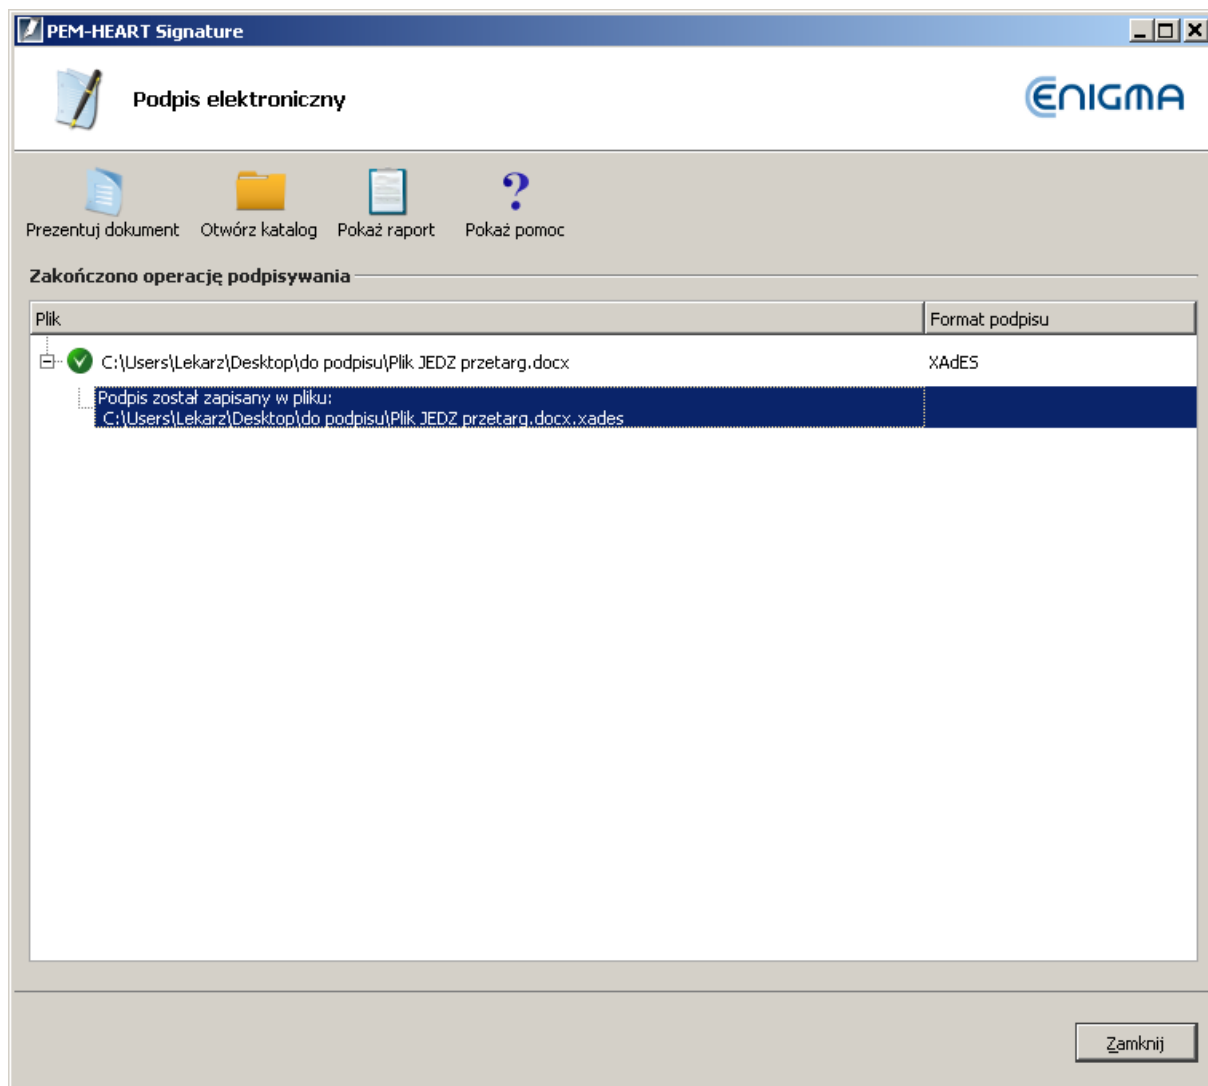 PEM-HEART Signature
Podpis elektroniczny
ENIGMA
Prezentuj dokument Otwórz katalog Pokaż raport Pokaż pomoc
?
Zakończono operację podpisywania
Plik Format podpisu
C:\Users\Lekarz\Desktop\do podpisu\Plik JEDZ przetarg.docx XAdES
Podpis został zapisany w pliku:
C:\Users\Lekarz\Desktop\do podpisu\Plik JEDZ przetarg.docx.xades
Zamknij